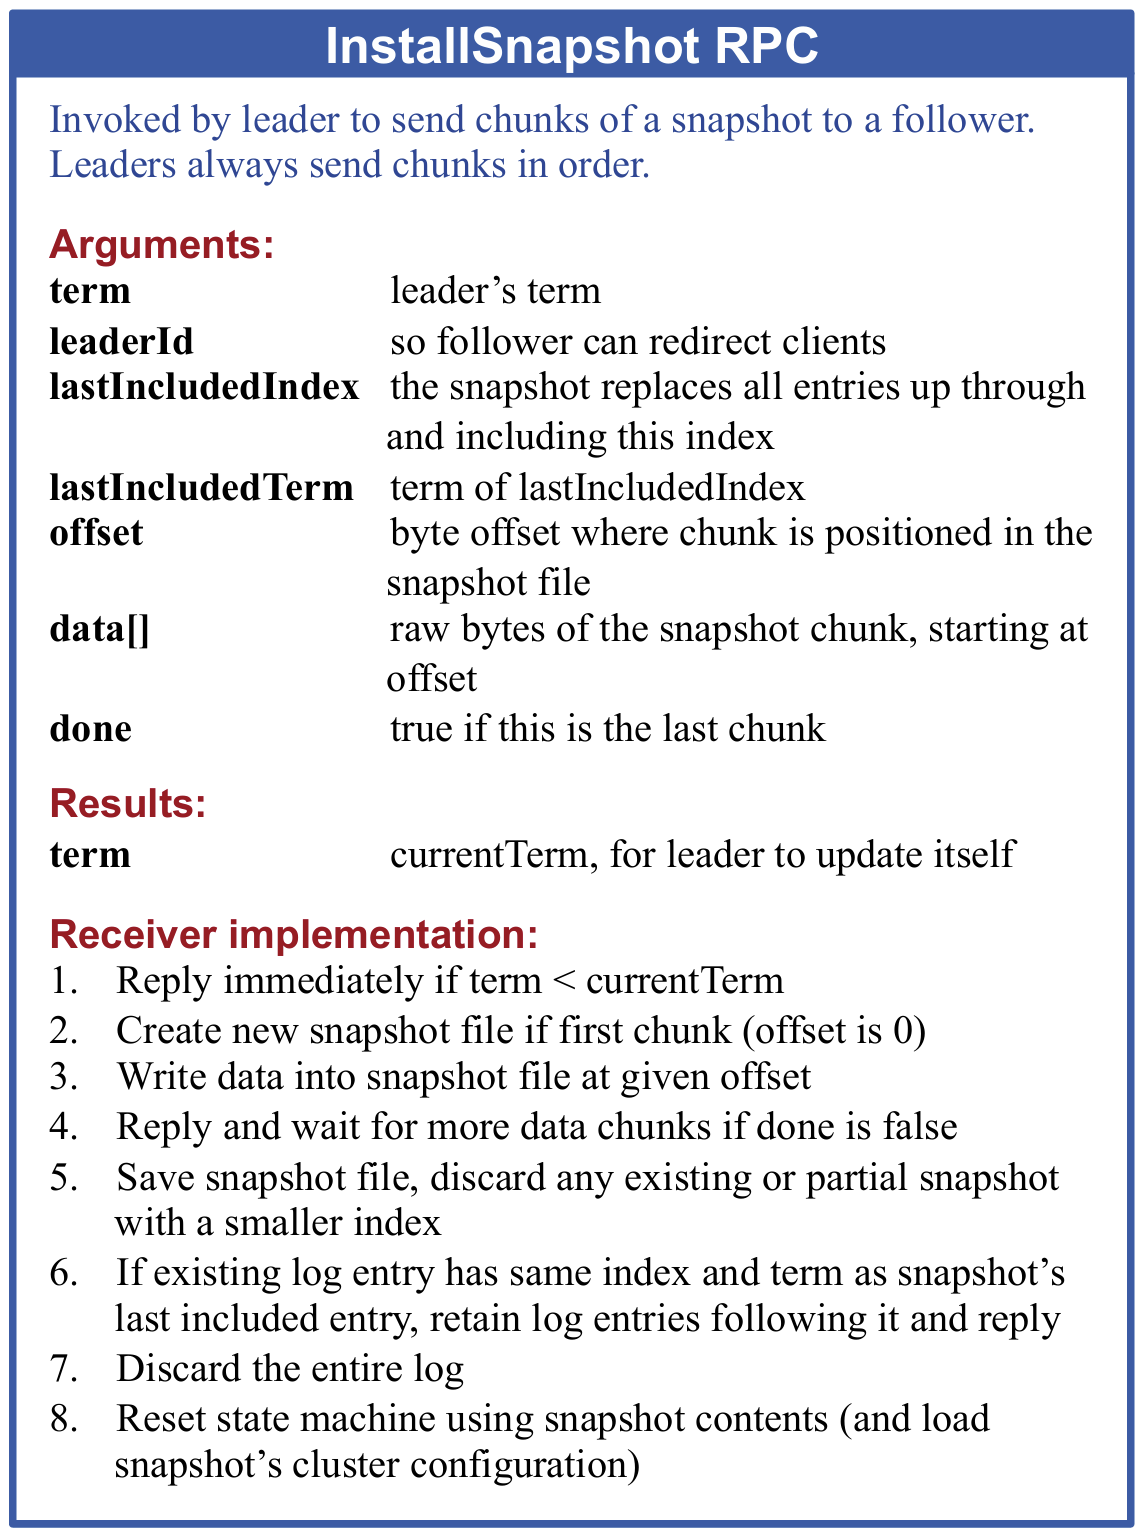 InstallSnapshot RPC
Invoked by leader to send chunks of a snapshot to a follower.
Leaders always send chunks in order.
Arguments:
term leader’s term
leaderId so follower can redirect clients
lastIncludedIndex the snapshot replaces all entries up through
and including this index
lastIncludedTerm term of lastIncludedIndex
offset byte offset where chunk is positioned in the
snapshot file
data[] raw bytes of the snapshot chunk, starting at
offset
done true if this is the last chunk
Results:
term currentTerm, for leader to update itself
Receiver implementation:
1. Reply immediately if term < currentTerm
2. Create new snapshot file if first chunk (offset is 0)
3. Write data into snapshot file at given offset
4. Reply and wait for more data chunks if done is false
5. Save snapshot file, discard any existing or partial snapshot
with a smaller index
6. If existing log entry has same index and term as snapshot’s
last included entry, retain log entries following it and reply
7. Discard the entire log
8. Reset state machine using snapshot contents (and load
snapshot’s cluster configuration)